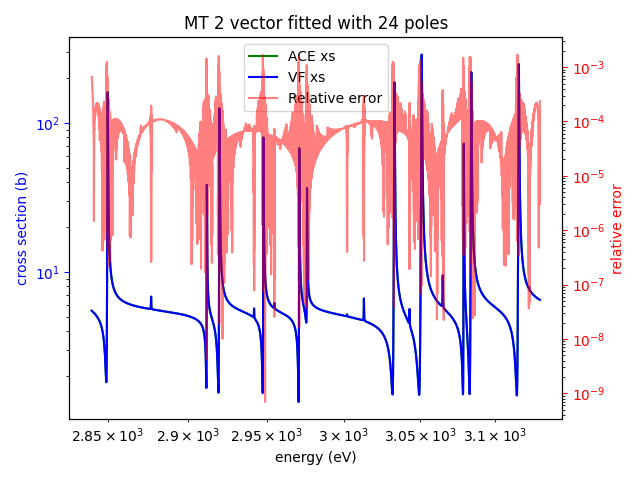 MT 2 vector fitted with 24 poles
ACE xs
VF xs
Relative error
cross section (b)
10²
10¹
relative error
10⁻³
10⁻⁴
10⁻⁵
10⁻⁶
10⁻⁷
10⁻⁸
10⁻⁹
2.85 × 10³ 2.9 × 10³ 2.95 × 10³ 3 × 10³ 3.05 × 10³ 3.1 × 10³
energy (eV)